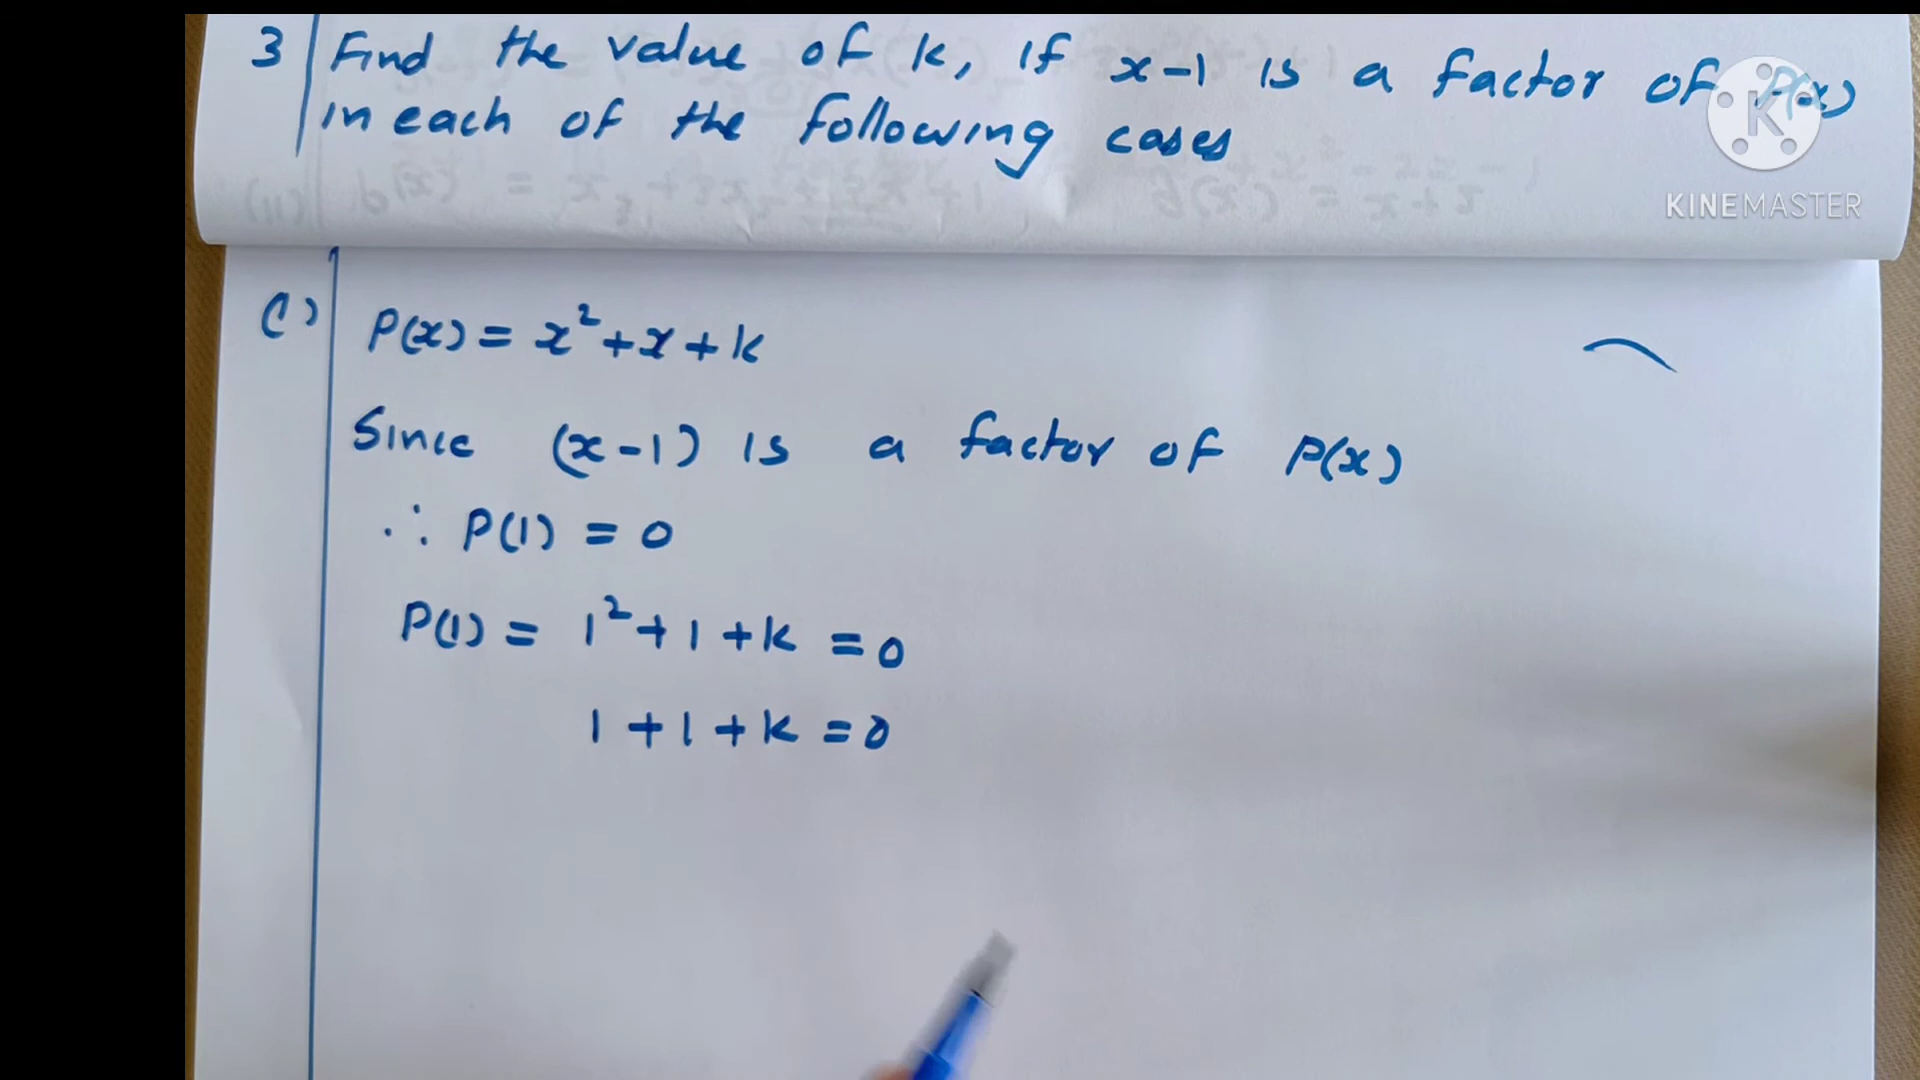 3 Find the value of k, if x-1 is a factor of P(x)
in each of the following cases
KINEMASTER
(1) P(x) = x²+x+k
Since (x-1) is a factor of P(x)
∴ P(1) = 0
P(1) = 1²+1+k = 0
1+1+k=0